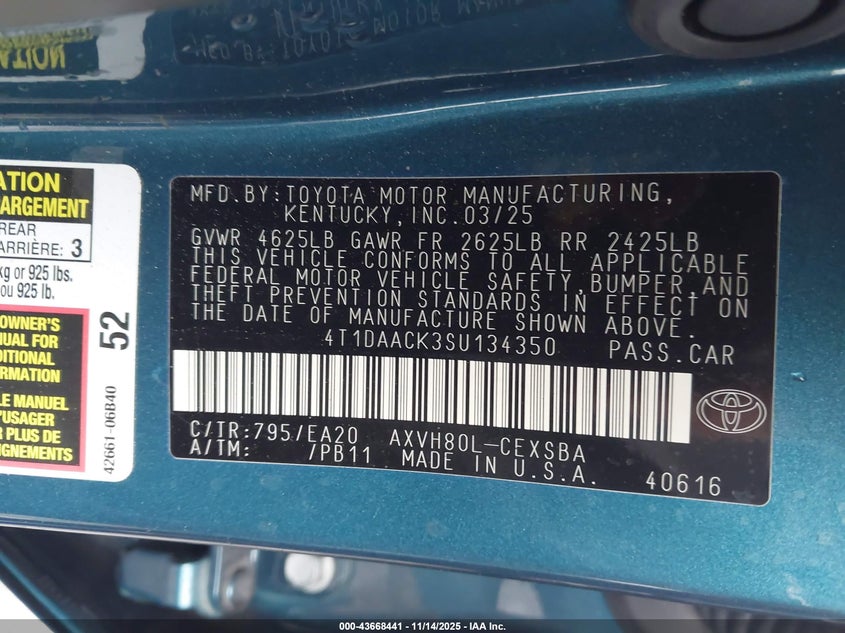 ATION
ARGEMENT
REAR
ARRIÈRE: 3
kg or 925 lbs.
ou 925 lb.
OWNER'S
ANUAL FOR
DDITIONAL
FORMATION
LE MANUEL
'USAGER
R PLUS DE
GNEMENTS
52
42661-06B40
MFD.BY:TOYOTA MOTOR MANUFACTURING,
KENTUCKY,INC.03/25
GVWR 4625LB GAWR FR 2625LB RR 2425LB
THIS VEHICLE CONFORMS TO ALL APPLICABLE
FEDERAL MOTOR VEHICLE SAFETY,BUMPER,AND
THEFT PREVENTION STANDARDS IN EFFECT ON
THE DATE OF MANUFACTURE SHOWN ABOVE.
4T1DAACK3SU134350 PASS.CAR
C/TR:795/EA20 AXVH80L-CEXSBA
A/TM: /PB11 MADE IN U.S.A.
40616
000-43668441 - 11/14/2025 - IAA Inc.